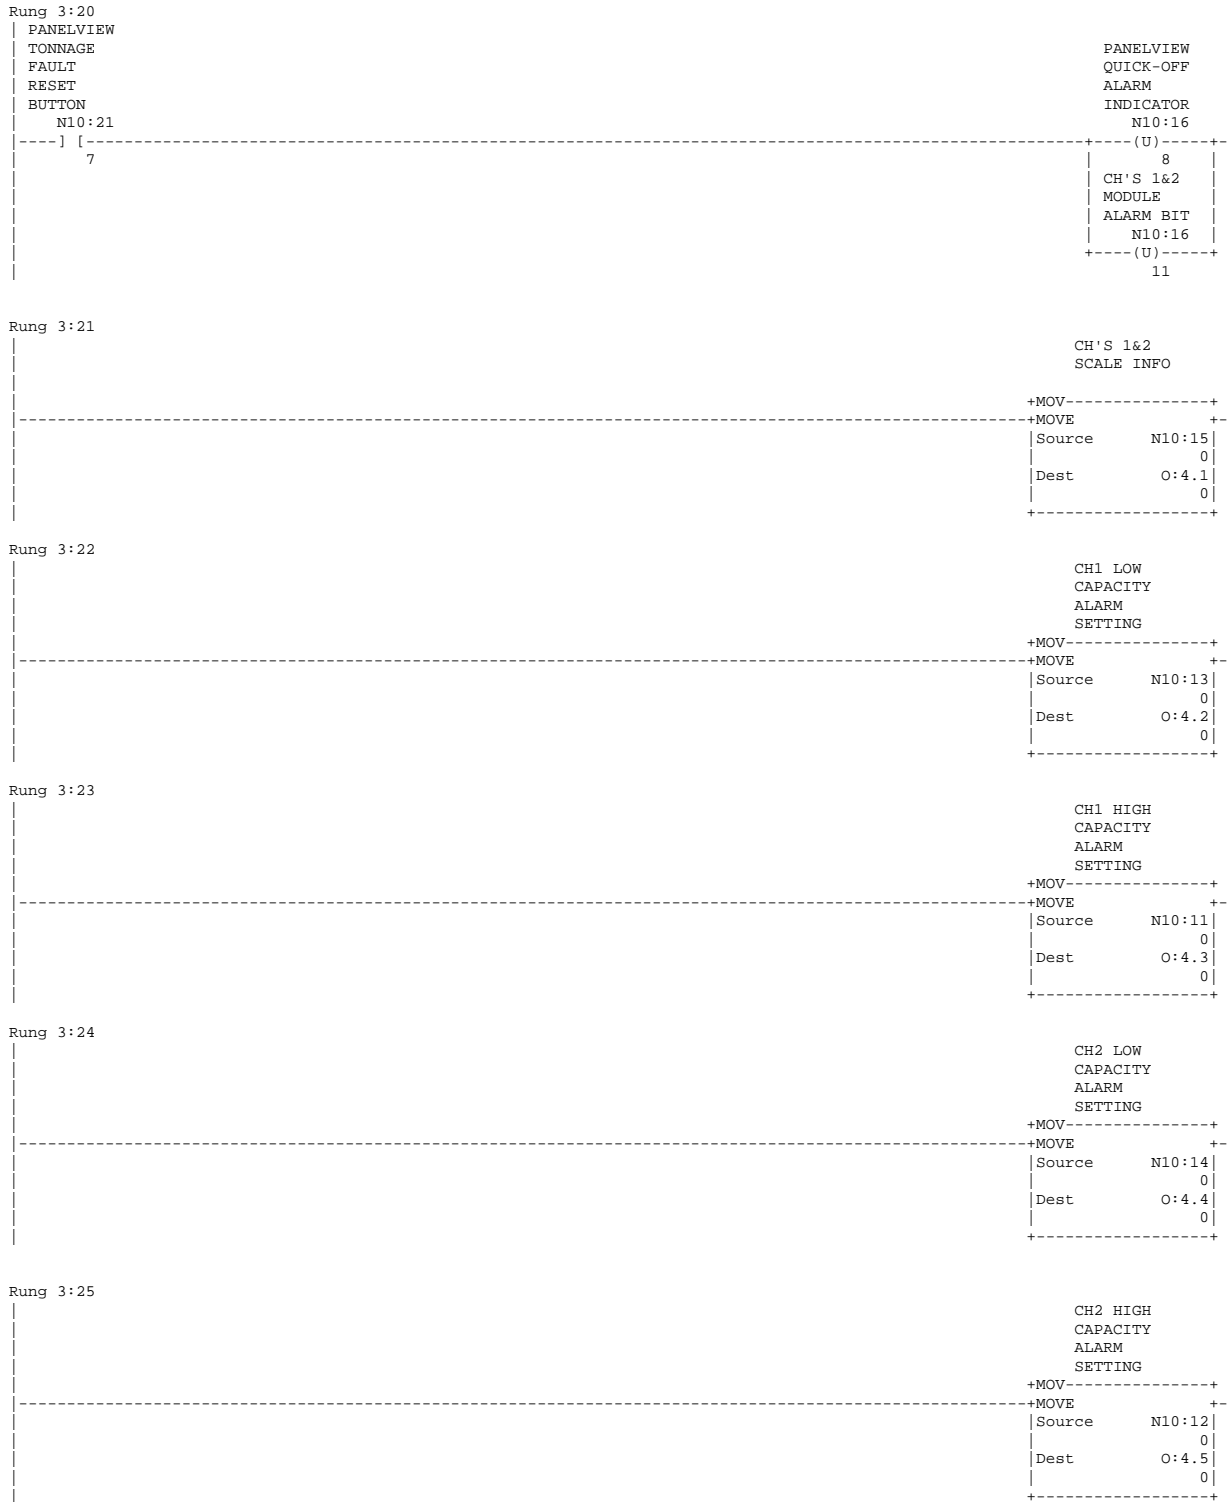 Rung 3:20
PANELVIEW
TONNAGE PANELVIEW
FAULT QUICK-OFF
RESET ALARM
BUTTON INDICATOR
N10:21 N10:16
|----] [----+----(U)-----+-
7 8
CH'S 1&2
MODULE
ALARM BIT
N10:16
+----(U)-----+
11
Rung 3:21
CH'S 1&2
SCALE INFO
+MOV---------------+
+MOVE +-
|Source N10:15|
0|
|Dest O:4.1|
0|
+------------------+
Rung 3:22
CH1 LOW
CAPACITY
ALARM
SETTING
+MOV---------------+
+MOVE +-
|Source N10:13|
0|
|Dest O:4.2|
0|
+------------------+
Rung 3:23
CH1 HIGH
CAPACITY
ALARM
SETTING
+MOV---------------+
+MOVE +-
|Source N10:11|
0|
|Dest O:4.3|
0|
+------------------+
Rung 3:24
CH2 LOW
CAPACITY
ALARM
SETTING
+MOV---------------+
+MOVE +-
|Source N10:14|
0|
|Dest O:4.4|
0|
+------------------+
Rung 3:25
CH2 HIGH
CAPACITY
ALARM
SETTING
+MOV---------------+
+MOVE +-
|Source N10:12|
0|
|Dest O:4.5|
0|
+------------------+